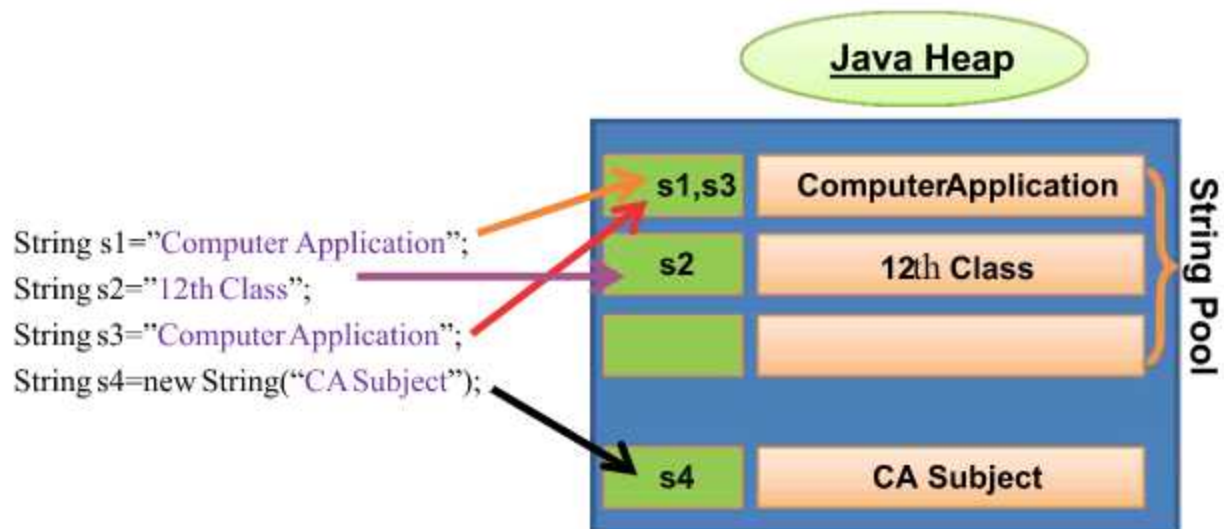 Java Heap
String s1=”Computer Application”;
String s2=”12th Class”;
String s3=”Computer Application”;
String s4=new String(“CA Subject”);
s1,s3
ComputerApplication
s2
12th Class
s4
CA Subject
String Pool